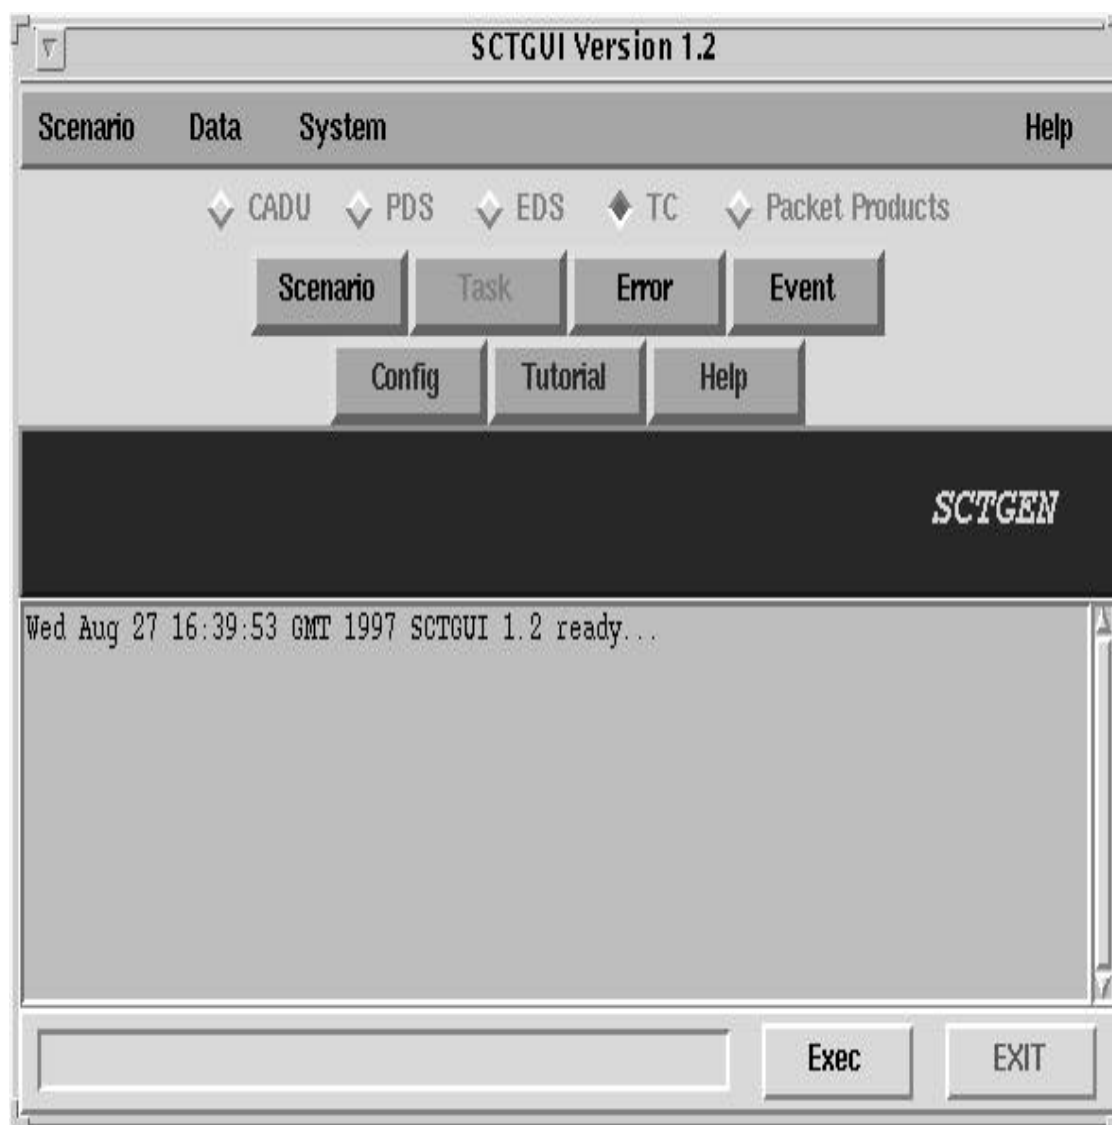 SCTGUI Version 1.2
Scenario Data System Help
CADU PDS EDS TC Packet Products
Scenario Task Error Event
Config Tutorial Help
SCTGEN
Wed Aug 27 16:39:53 GMT 1997 SCTGUI 1.2 ready...
Exec EXIT